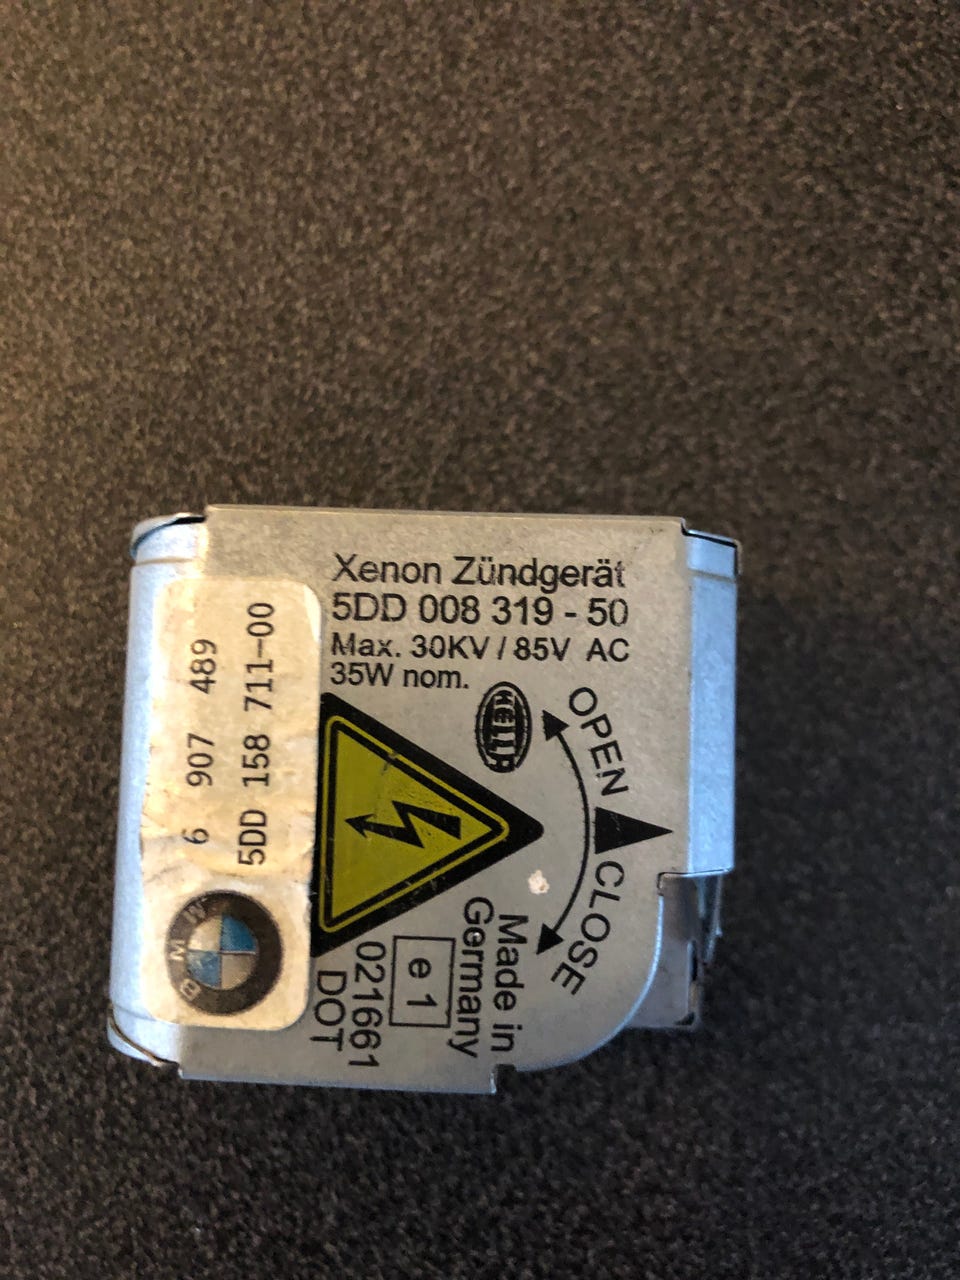 Xenon Zündgerät
5DD 008 319 - 50
Max. 30KV / 85V AC
35W nom.
HELLA
OPEN
CLOSE
Made in
Germany
e 1
021661
DOT
6 907 489
5DD 158 711-00
BMW